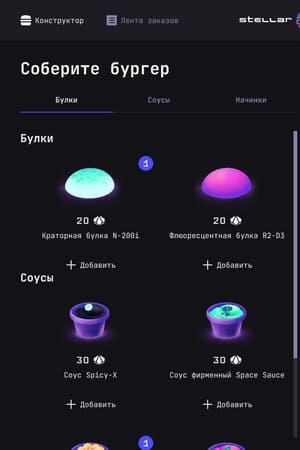 Конструктор
Лента заказов
STELLAR
Соберите бургер
Булки
Соусы
Начинки
Булки
1
20
20
Краторная булка N-200i
Флюоресцентная булка R2-D3
Добавить
Добавить
Соусы
30
30
Соус Spicy-X
Соус фирменный Space Sauce
Добавить
Добавить
1